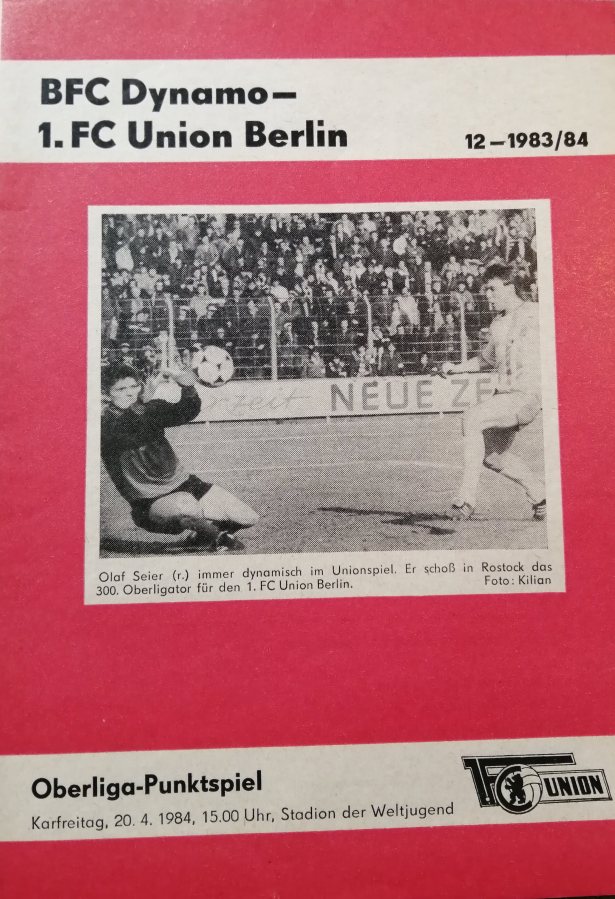 BFC Dynamo–
1. FC Union Berlin
12 – 1983/84
NEUE ZE
Olaf Seier (r.) immer dynamisch im Unionspiel. Er schoß in Rostock das
300. Oberligator für den 1. FC Union Berlin. Foto: Kilian
Oberliga-Punktspiel
Karfreitag, 20. 4. 1984, 15.00 Uhr, Stadion der Weltjugend
1. FC UNION